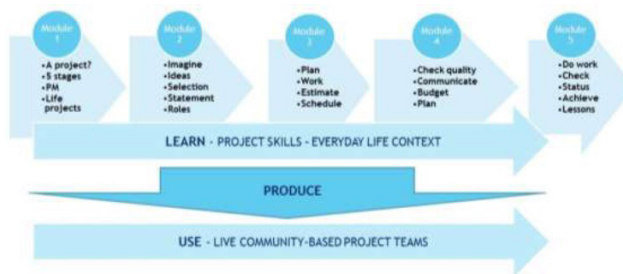 Module
1
• A project?
• 5 stages
• PM
• Life
projects
Module
2
• Imagine
• Ideas
• Selection
• Statement
• Roles
Module
3
• Plan
• Work
• Estimate
• Schedule
Module
4
• Check quality
• Communicate
• Budget
• Plan
Module
5
• Do work
• Check
• Status
• Achieve
• Lessons
LEARN - PROJECT SKILLS - EVERYDAY LIFE CONTEXT
PRODUCE
USE - LIVE COMMUNITY-BASED PROJECT TEAMS